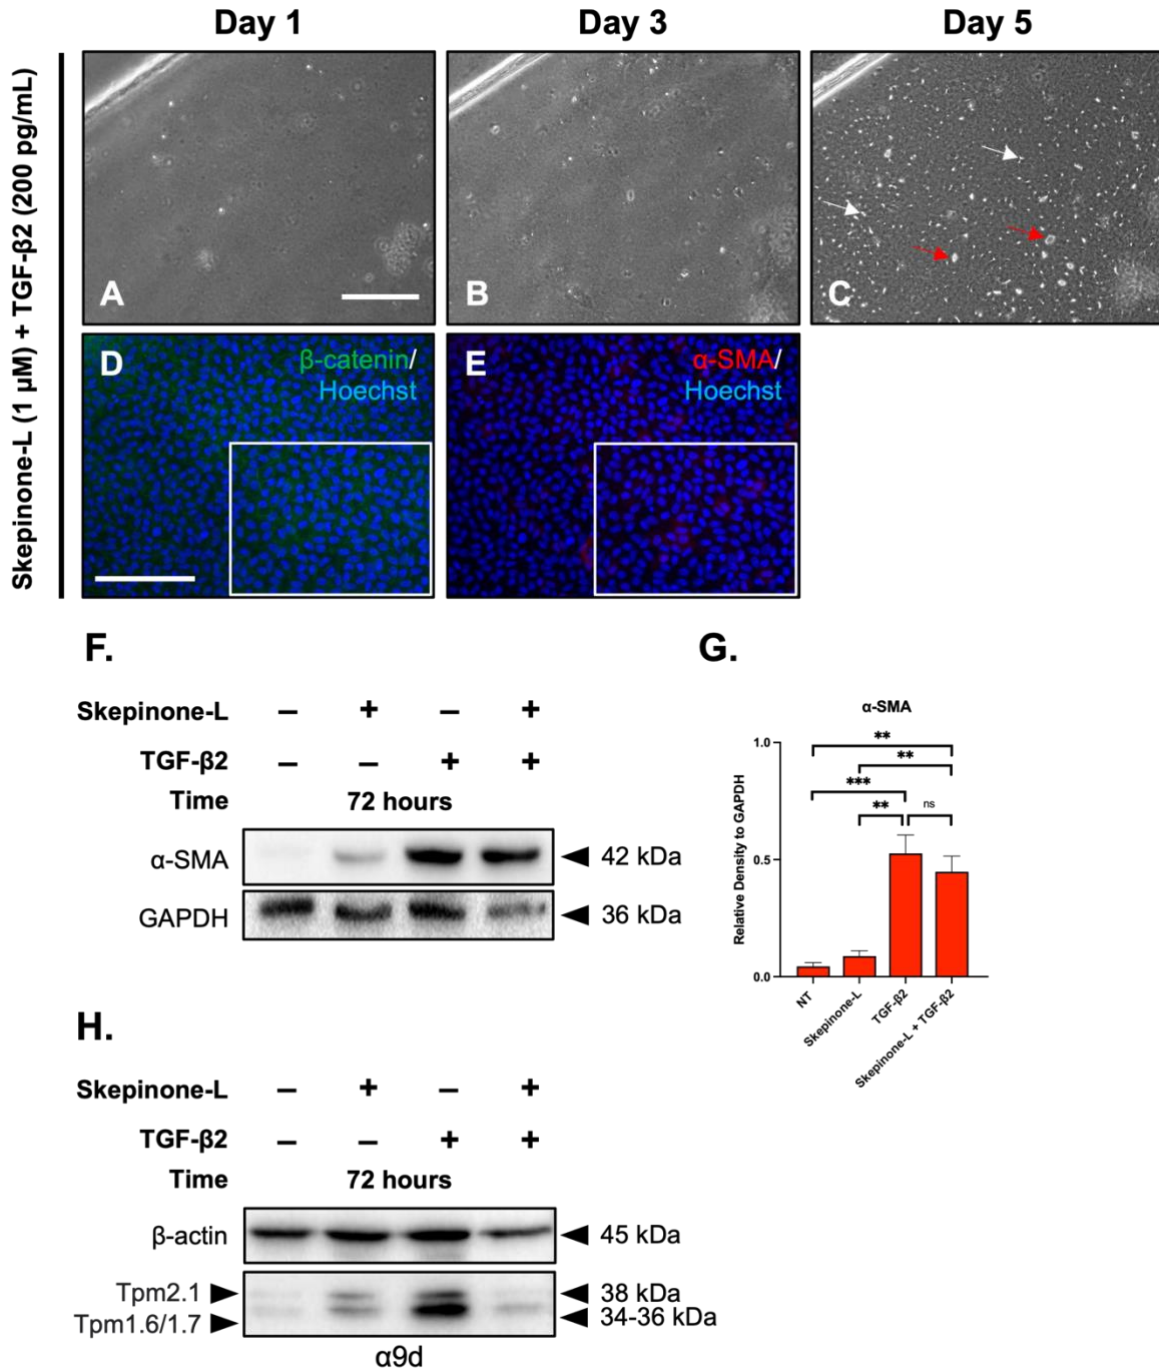 Day 1 Day 3 Day 5
Skepinone-L (1 µM) + TGF-β2 (200 pg/mL)
A B C
D β-catenin/
Hoechst
E α-SMA/
Hoechst
F.
Skepinone-L – + – +
TGF-β2 – – + +
Time 72 hours
α-SMA 42 kDa
GAPDH 36 kDa
G.
α-SMA
1.0
0.5
0.0
Relative Density to GAPDH
**
**
***
** ns
NT
Skepinone-L
TGF-β2
Skepinone-L + TGF-β2
H.
Skepinone-L – + – +
TGF-β2 – – + +
Time 72 hours
β-actin 45 kDa
Tpm2.1 38 kDa
Tpm1.6/1.7 34-36 kDa
α9d